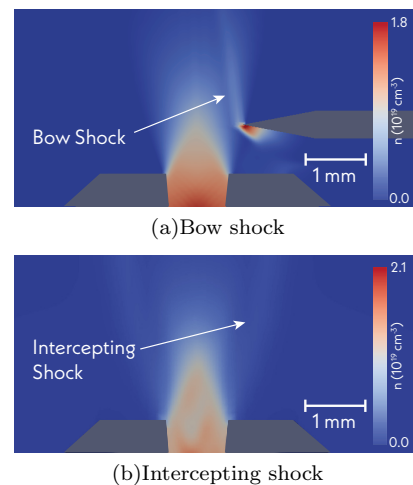 1.8
n (10¹⁹ cm⁻³)
Bow Shock
1 mm
0.0
(a)Bow shock
2.1
n (10¹⁹ cm⁻³)
Intercepting
Shock
1 mm
0.0
(b)Intercepting shock